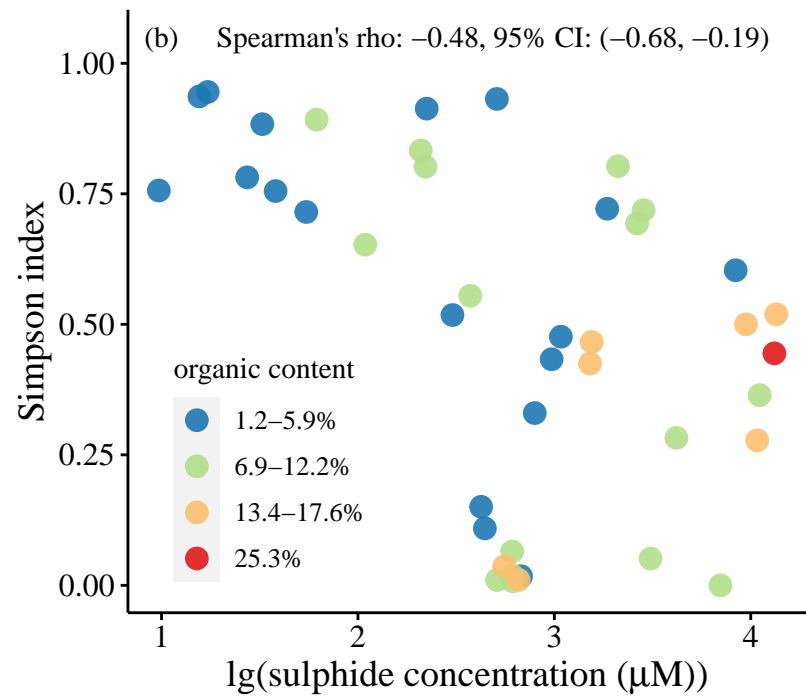 (b) Spearman's rho: −0.48, 95% CI: (−0.68, −0.19)
1.00
0.75
0.50
0.25
0.00
Simpson index
organic content
1.2−5.9%
6.9−12.2%
13.4−17.6%
25.3%
1 2 3 4
lg(sulphide concentration (μM))